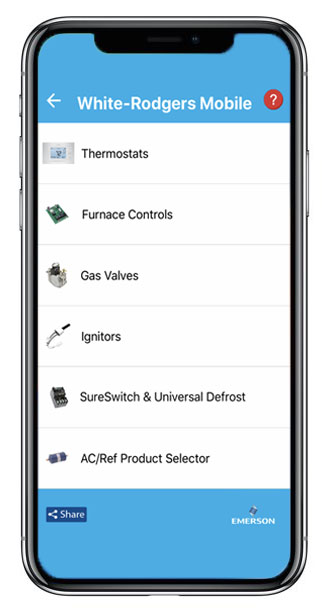 White-Rodgers Mobile
?
Thermostats
Furnace Controls
Gas Valves
Ignitors
SureSwitch & Universal Defrost
AC/Ref Product Selector
Share
EMERSON